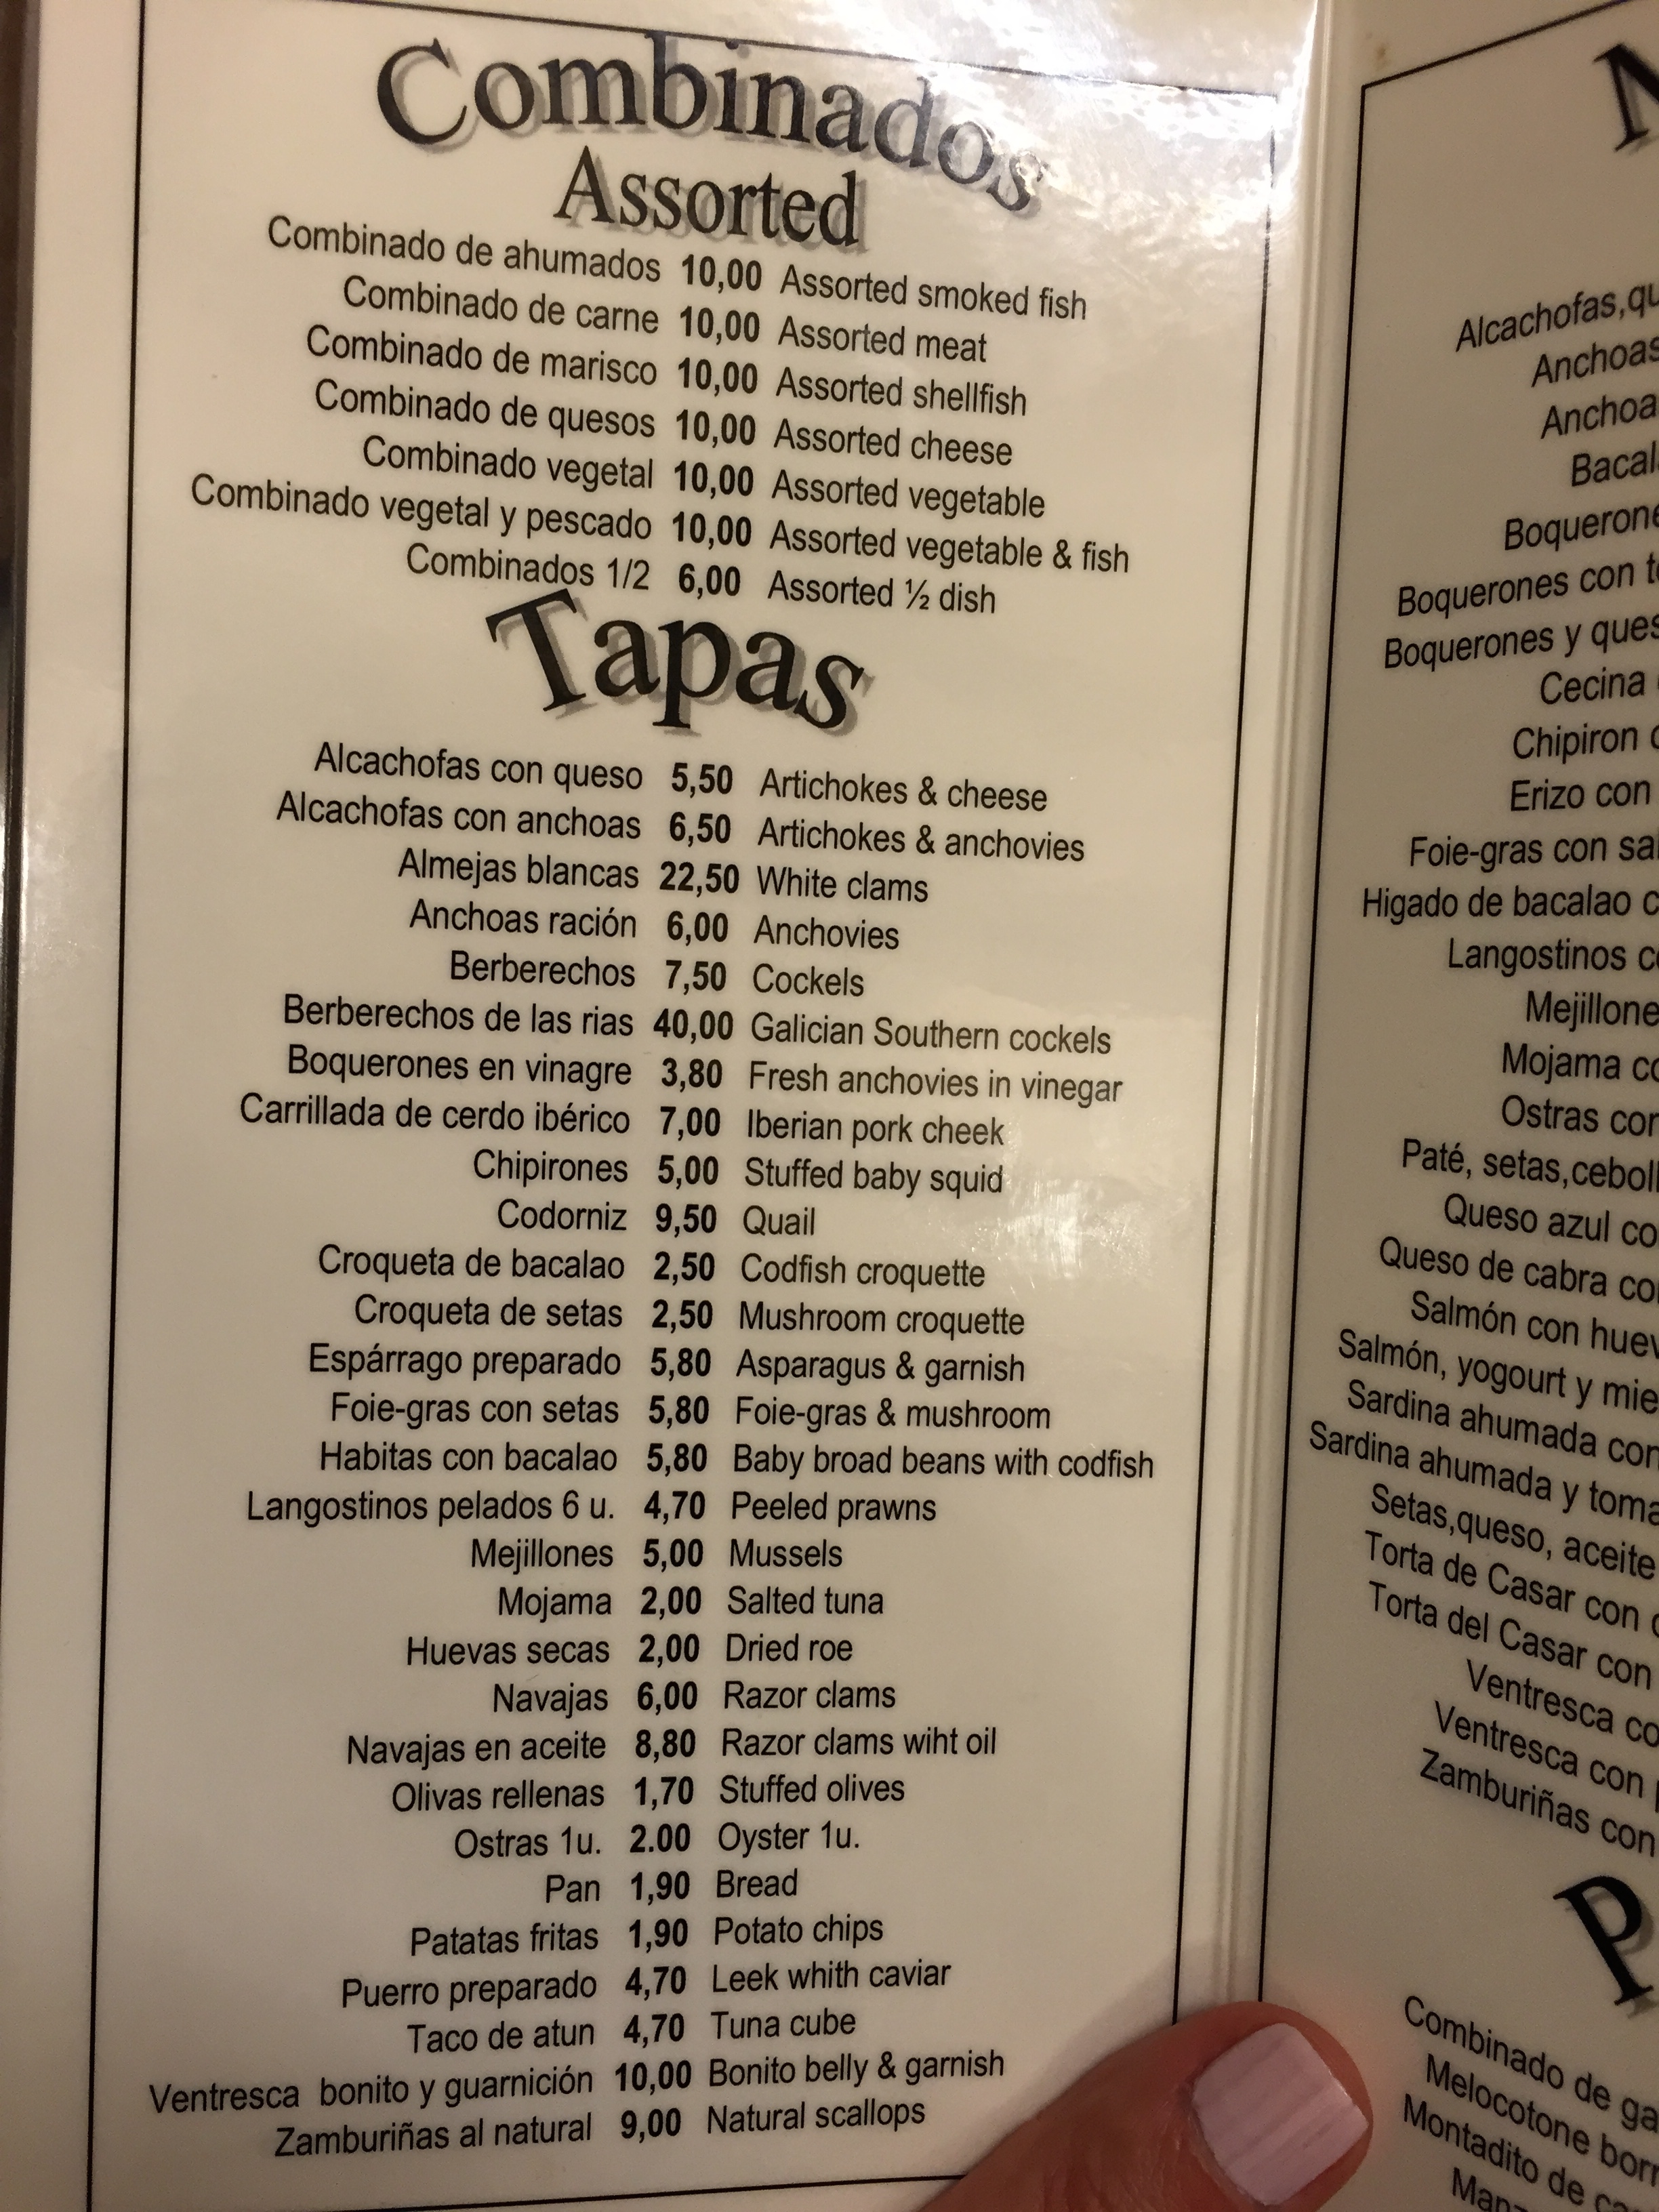 Combinados
Assorted
Combinado de ahumados 10,00 Assorted smoked fish
Combinado de carne 10,00 Assorted meat
Combinado de marisco 10,00 Assorted shellfish
Combinado de quesos 10,00 Assorted cheese
Combinado vegetal 10,00 Assorted vegetable
Combinado vegetal y pescado 10,00 Assorted vegetable & fish
Combinados 1/2 6,00 Assorted ½ dish
Tapas
Alcachofas con queso 5,50 Artichokes & cheese
Alcachofas con anchoas 6,50 Artichokes & anchovies
Almejas blancas 22,50 White clams
Anchoas ración 6,00 Anchovies
Berberechos 7,50 Cockels
Berberechos de las rias 40,00 Galician Southern cockels
Boquerones en vinagre 3,80 Fresh anchovies in vinegar
Carrillada de cerdo ibérico 7,00 Iberian pork cheek
Chipirones 5,00 Stuffed baby squid
Codorniz 9,50 Quail
Croqueta de bacalao 2,50 Codfish croquette
Croqueta de setas 2,50 Mushroom croquette
Espárrago preparado 5,80 Asparagus & garnish
Foie-gras con setas 5,80 Foie-gras & mushroom
Habitas con bacalao 5,80 Baby broad beans with codfish
Langostinos pelados 6 u. 4,70 Peeled prawns
Mejillones 5,00 Mussels
Mojama 2,00 Salted tuna
Huevas secas 2,00 Dried roe
Navajas 6,00 Razor clams
Navajas en aceite 8,80 Razor clams wiht oil
Olivas rellenas 1,70 Stuffed olives
Ostras 1u. 2.00 Oyster 1u.
Pan 1,90 Bread
Patatas fritas 1,90 Potato chips
Puerro preparado 4,70 Leek whith caviar
Taco de atun 4,70 Tuna cube
Ventresca bonito y guarnición 10,00 Bonito belly & garnish
Zamburiñas al natural 9,00 Natural scallops
Alcachofas,
Anchoas
Boquerones con
Boquerones y
Cecina
Chipiron
Erizo con
Foie-gras con
Higado de bacalao
Langostinos
Mojama
Ostras
Paté, setas,
Queso azul
Queso de cabra
Salmón con
Salmón, yogourt y
Sardina ahumada
Sardina ahumada y
Setas,queso, aceite
Torta de Casar con
Torta del Casar con
Ventresca
Ventresca con
Zamburiñas con
Combinado de
Melocotone
Montadito de